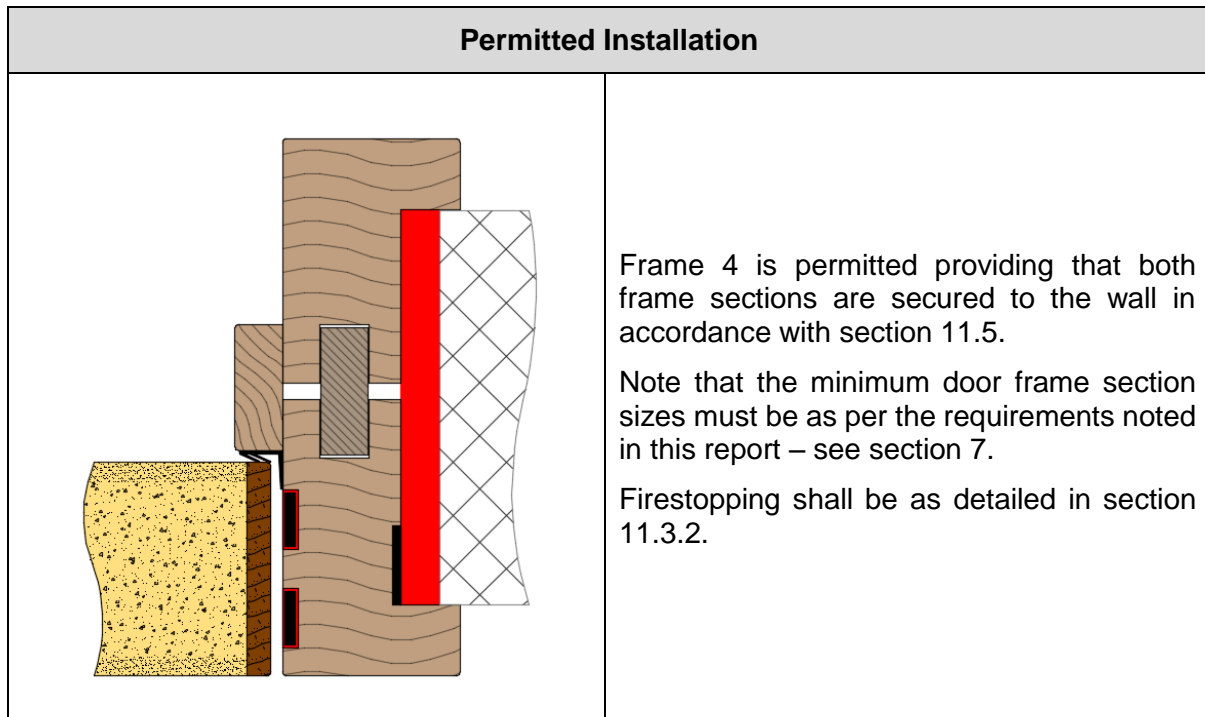 Permitted Installation
Frame 4 is permitted providing that both
frame sections are secured to the wall in
accordance with section 11.5.
Note that the minimum door frame section
sizes must be as per the requirements noted
in this report – see section 7.
Firestopping shall be as detailed in section
11.3.2.